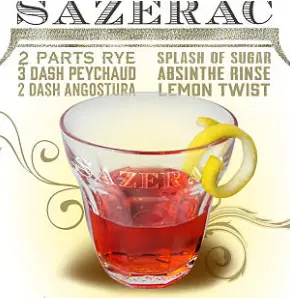 SAZERAC
2 PARTS RYE
3 DASH PEYCHAUD
2 DASH ANGOSTURA
SPLASH OF SUGAR
ABSINTHE RINSE
LEMON TWIST
SAZERA